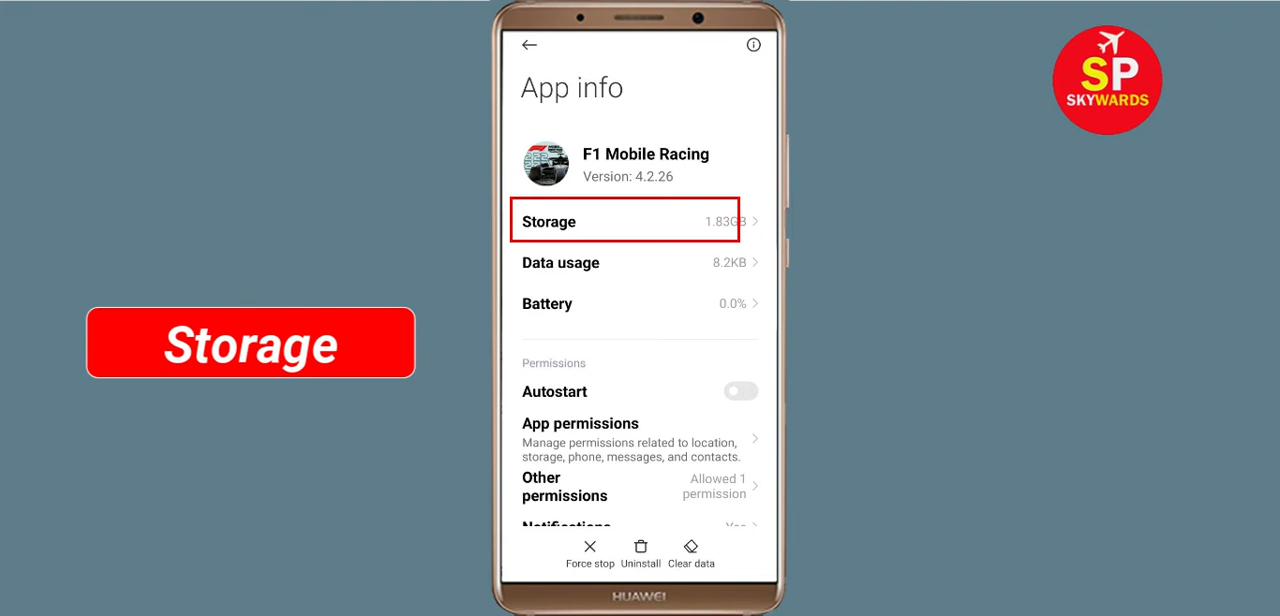 SP
SKYWARDS
App info
F1 Mobile Racing
Version: 4.2.26
Storage 1.83GB
Data usage 8.2KB
Battery 0.0%
Storage
Permissions
Autostart
App permissions
Manage permissions related to location,
storage, phone, messages, and contacts.
Other
permissions
Allowed 1
permission
Notifications Yes
Force stop Uninstall Clear data
HUAWEI